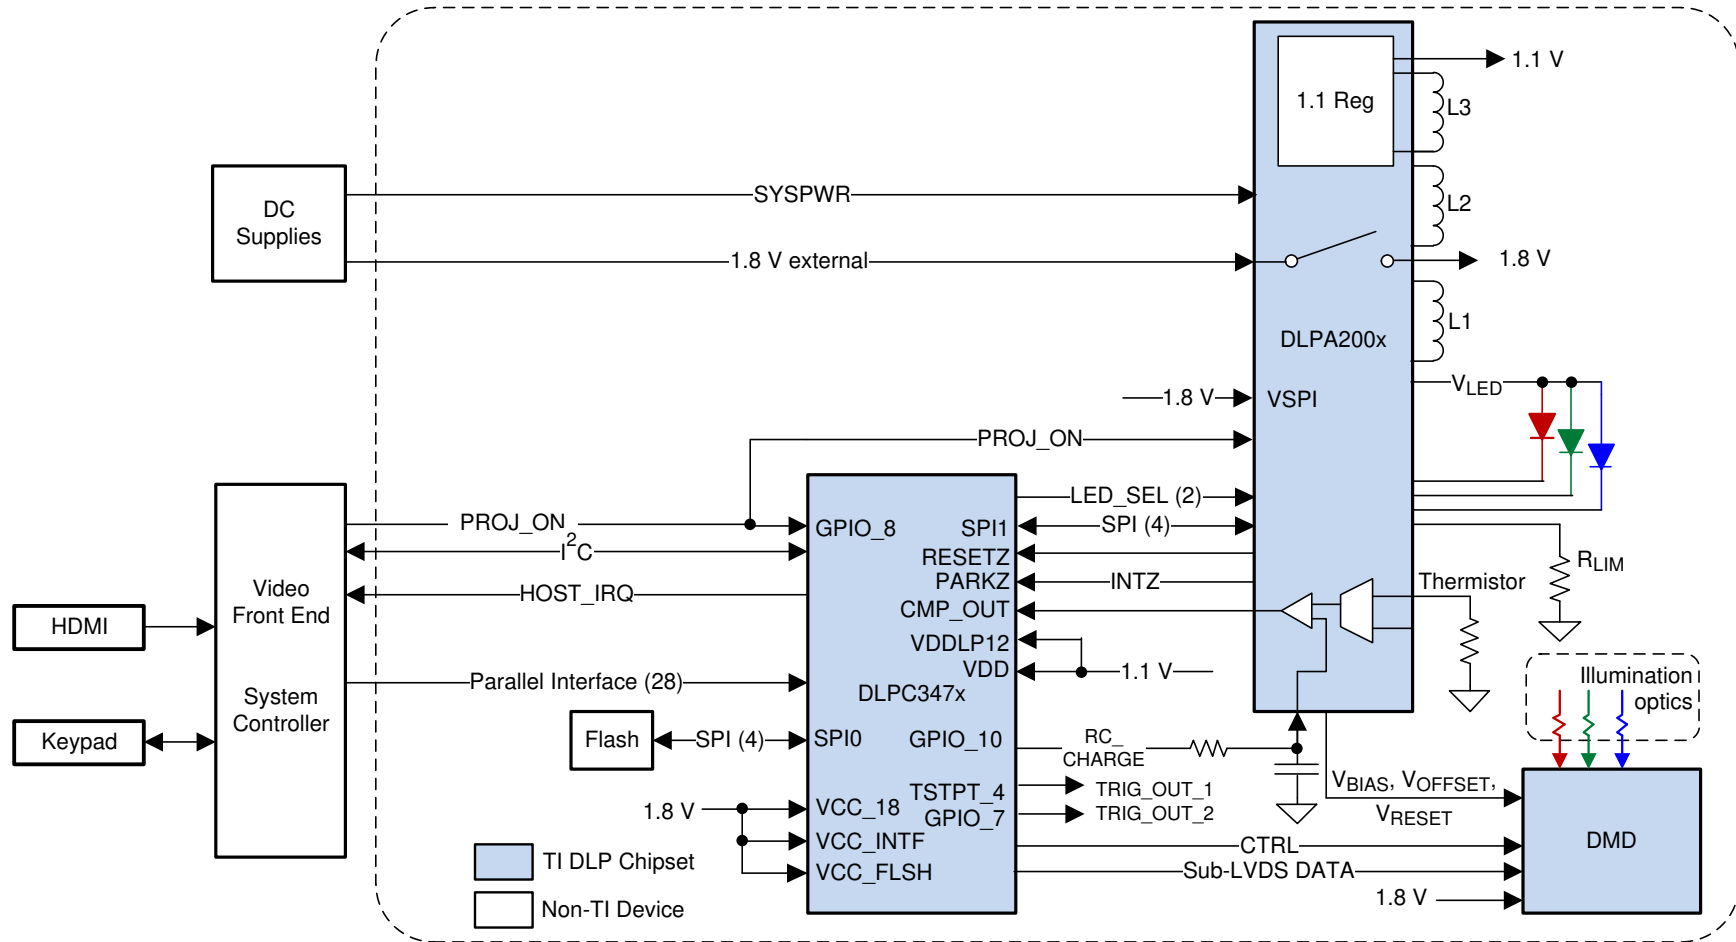 1.1 V
1.1 Reg
L3
DC
Supplies
SYSPWR
L2
1.8 V external
1.8 V
L1
DLPA200x
VLED
1.8 V
VSPI
PROJ_ON
LED_SEL (2)
PROJ_ON
GPIO_8
SPI1
SPI (4)
I2C
RESETZ
RLIM
Video
Front End
PARKZ
INTZ
Thermistor
HOST_IRQ
CMP_OUT
HDMI
VDDLP12
VDD
1.1 V
Parallel Interface (28)
DLPC347x
System
Controller
Illumination
optics
Keypad
Flash
SPI (4)
SPI0
GPIO_10
RC_
CHARGE
TSTPT_4
TRIG_OUT_1
VBIAS, VOFFSET,
VRESET
1.8 V
VCC_18
GPIO_7
TRIG_OUT_2
VCC_INTF
CTRL
DMD
TI DLP Chipset
VCC_FLSH
Sub-LVDS DATA
1.8 V
Non-TI Device